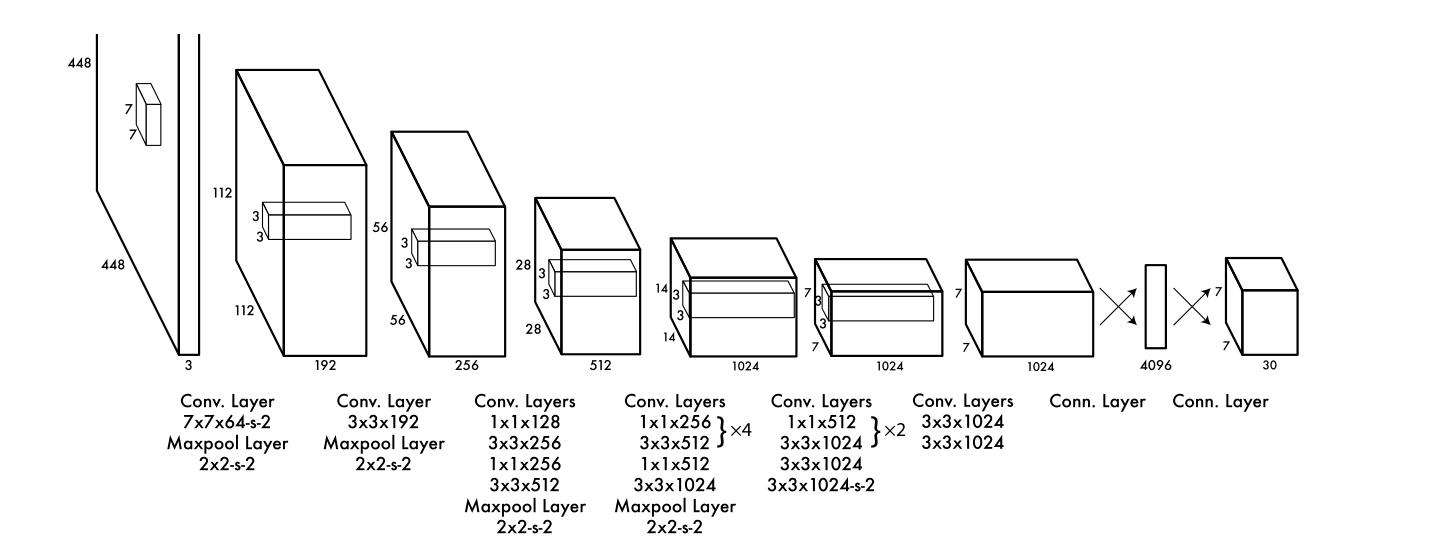 448
7
7
448
3
112
3
3
112
192
56
3
3
56
256
28
3
3
28
512
14
3
3
14
1024
7
3
3
7
1024
7
7
1024
4096
7
7
30
Conv. Layer
7x7x64-s-2
Maxpool Layer
2x2-s-2
Conv. Layer
3x3x192
Maxpool Layer
2x2-s-2
Conv. Layers
1x1x128
3x3x256
1x1x256
3x3x512
Maxpool Layer
2x2-s-2
Conv. Layers
1x1x256
3x3x512
} ×4
1x1x512
3x3x1024
Maxpool Layer
2x2-s-2
Conv. Layers
1x1x512
3x3x1024
} ×2
3x3x1024
3x3x1024-s-2
Conv. Layers
3x3x1024
3x3x1024
Conn. Layer
Conn. Layer